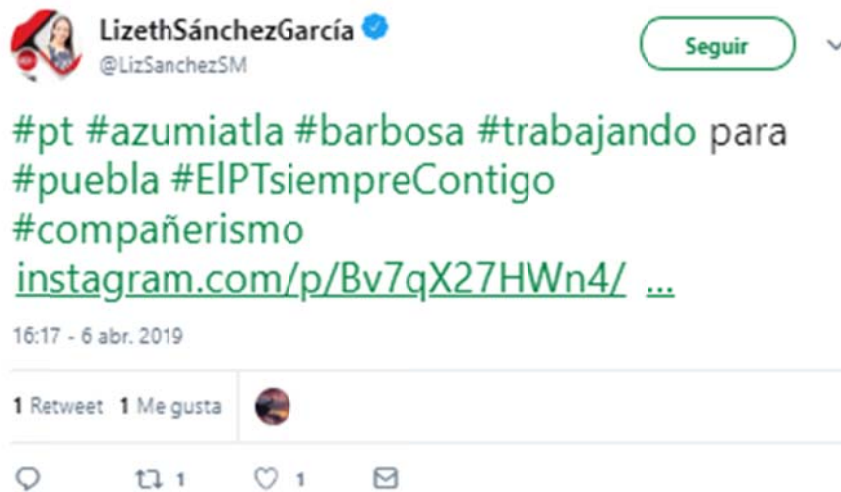 LizethSánchezGarcía
@LizSanchezSM
Seguir
#pt #azumiatla #barbosa #trabajando para
#puebla #ElPTsiempreContigo
#compañerismo
instagram.com/p/Bv7qX27HWn4/ ...
16:17 - 6 abr. 2019
1 Retweet 1 Me gusta
1 1